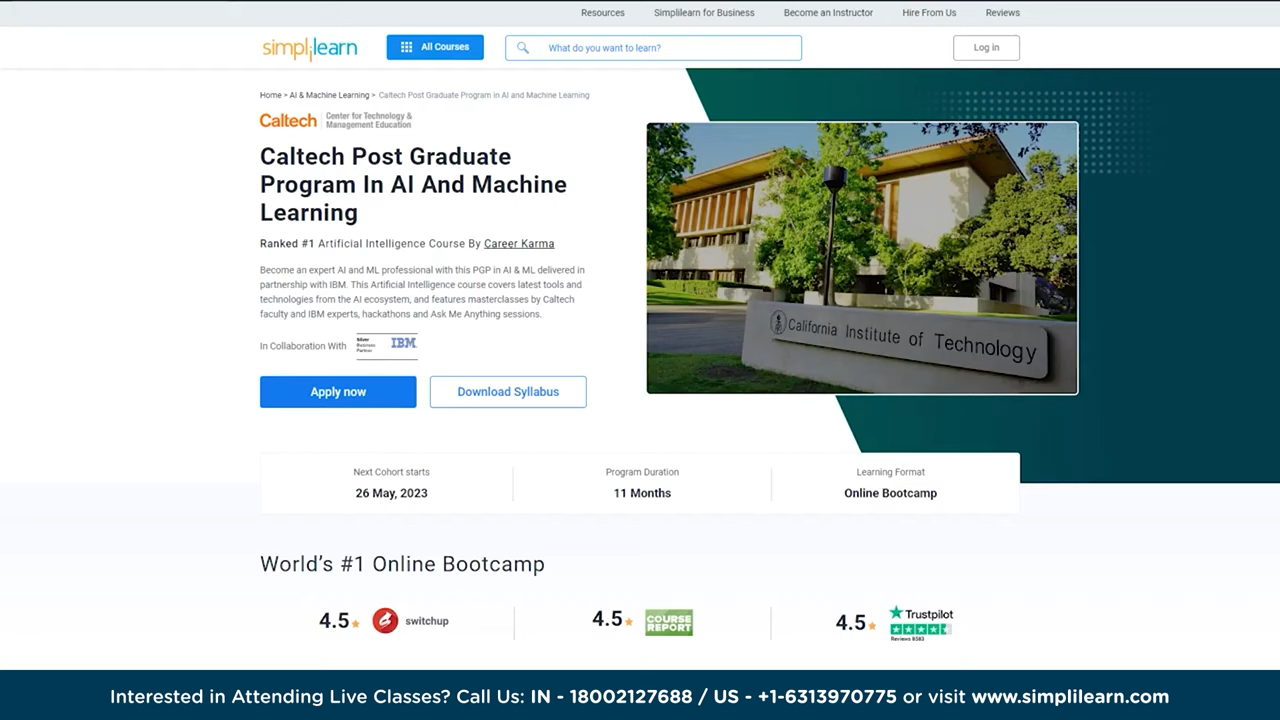 Resources Simplilearn for Business Become an Instructor Hire From Us Reviews
simplilearn All Courses What do you want to learn? Log in
Home > AI & Machine Learning > Caltech Post Graduate Program in AI and Machine Learning
Caltech Center for Technology &
Management Education
Caltech Post Graduate
Program In AI And Machine
Learning
Ranked #1 Artificial Intelligence Course By Career Karma
Become an expert AI and ML professional with this PGP in AI & ML delivered in
partnership with IBM. This Artificial Intelligence course covers latest tools and
technologies from the AI ecosystem, and features masterclasses by Caltech
faculty and IBM experts, hackathons and Ask Me Anything sessions.
In Collaboration With Silver Business Partner IBM
Apply now Download Syllabus
California Institute of Technology
Next Cohort starts Program Duration Learning Format
26 May, 2023 11 Months Online Bootcamp
World's #1 Online Bootcamp
4.5 switchup 4.5 COURSE REPORT 4.5 Trustpilot
Reviews 8383
Interested in Attending Live Classes? Call Us: IN - 18002127688 / US - +1-6313970775 or visit www.simplilearn.com